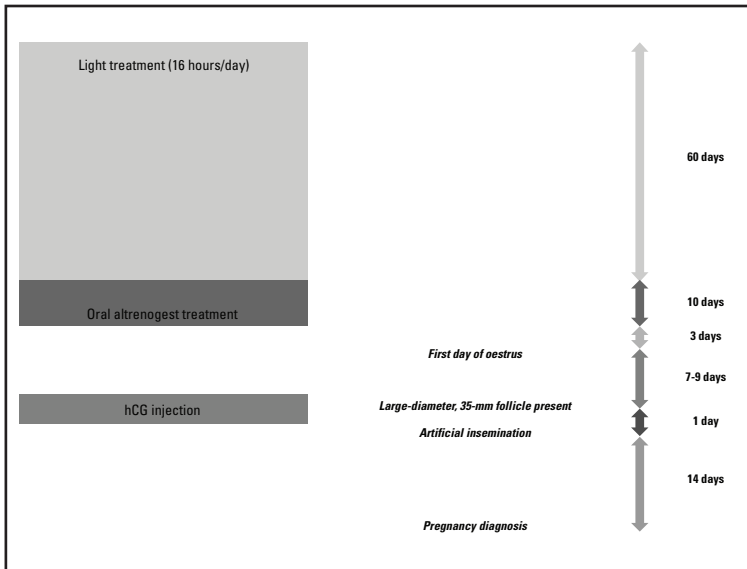 Light treatment (16 hours/day)
60 days
Oral altrenogest treatment
10 days
3 days
First day of oestrus
7-9 days
hCG injection
Large-diameter, 35-mm follicle present
1 day
Artificial insemination
14 days
Pregnancy diagnosis